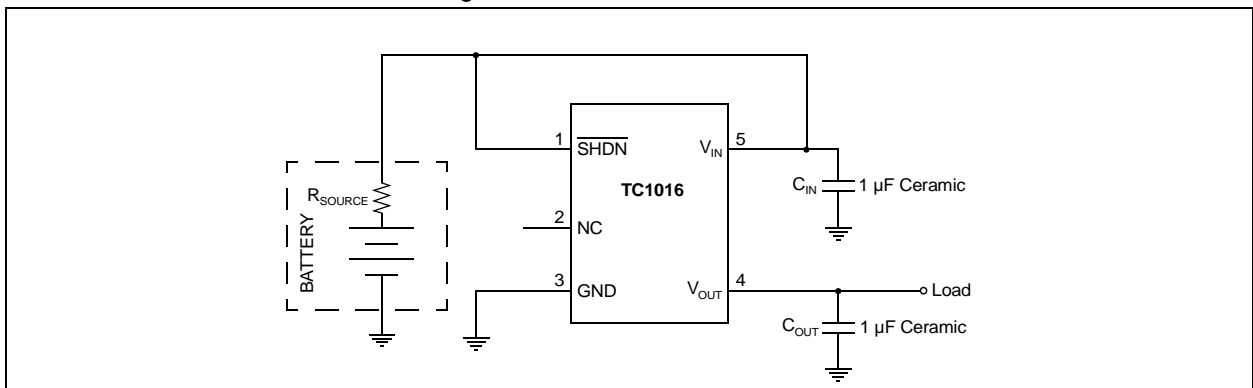 1
SHDN
VIN
5
TC1016
CIN
1 µF Ceramic
RSOURCE
BATTERY
2
NC
3
GND
VOUT
4
Load
COUT
1 µF Ceramic